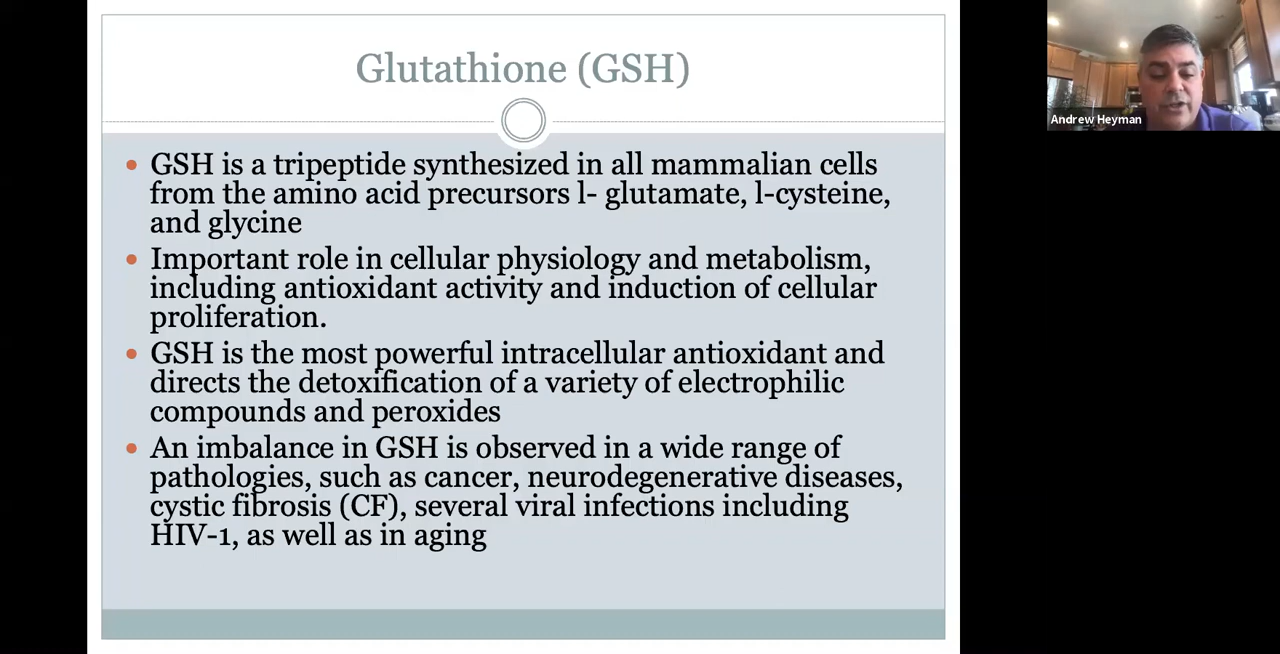 Glutathione (GSH)
Andrew Heyman
• GSH is a tripeptide synthesized in all mammalian cells
from the amino acid precursors l- glutamate, l-cysteine,
and glycine
• Important role in cellular physiology and metabolism,
including antioxidant activity and induction of cellular
proliferation.
• GSH is the most powerful intracellular antioxidant and
directs the detoxification of a variety of electrophilic
compounds and peroxides
• An imbalance in GSH is observed in a wide range of
pathologies, such as cancer, neurodegenerative diseases,
cystic fibrosis (CF), several viral infections including
HIV-1, as well as in aging